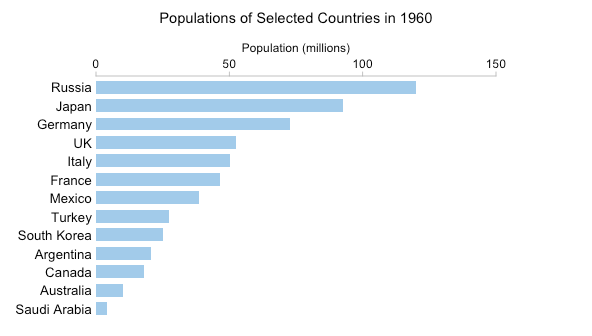 Populations of Selected Countries in 1960
Population (millions)
0 50 100 150
Russia
Japan
Germany
UK
Italy
France
Mexico
Turkey
South Korea
Argentina
Canada
Australia
Saudi Arabia